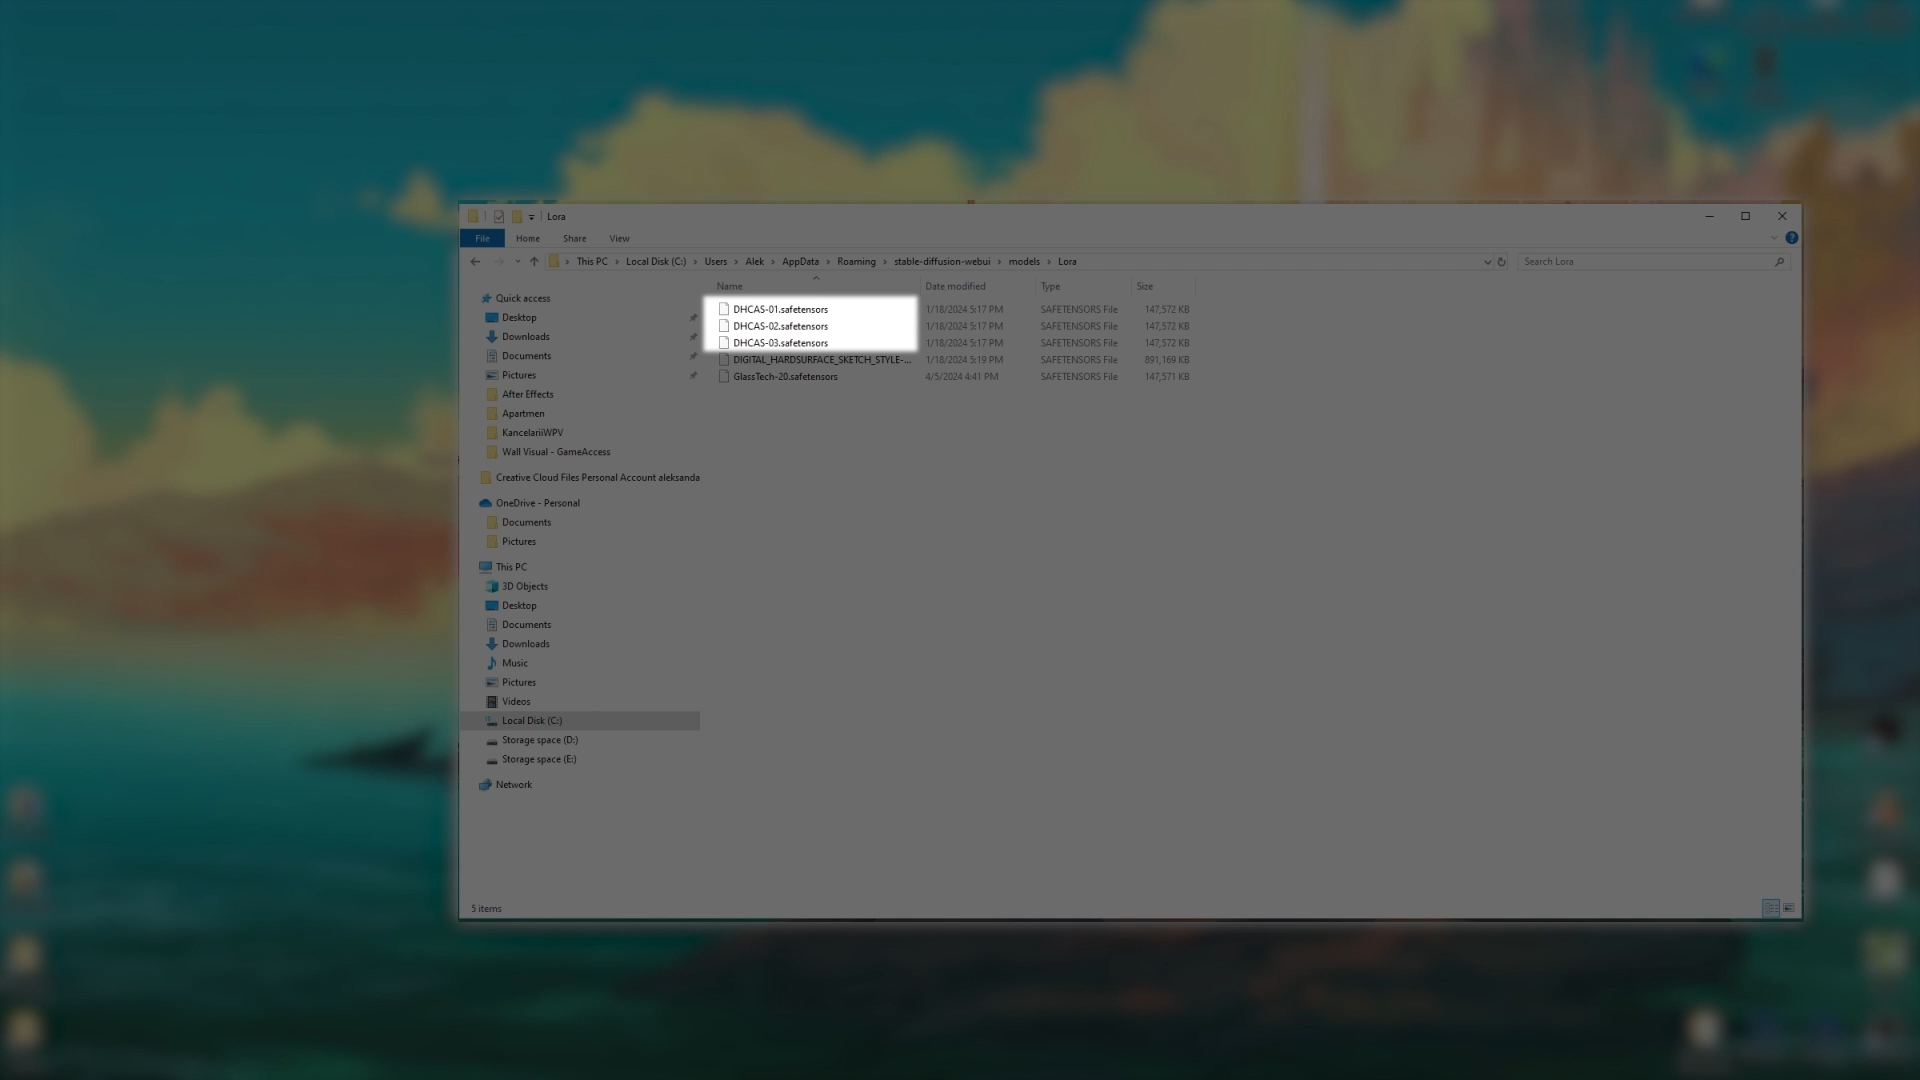 Lora
File Home Share View
This PC › Local Disk (C:) › Users › Alek › AppData › Roaming › stable-diffusion-webui › models › Lora
Search Lora
Name Date modified Type Size
DHCAS-01.safetensors 1/18/2024 5:17 PM SAFETENSORS File 147,572 KB
DHCAS-02.safetensors 1/18/2024 5:17 PM SAFETENSORS File 147,572 KB
DHCAS-03.safetensors 1/18/2024 5:17 PM SAFETENSORS File 147,572 KB
DIGITAL_HARDSURFACE_SKETCH_STYLE-... 1/18/2024 5:19 PM SAFETENSORS File 891,169 KB
GlassTech-20.safetensors 4/5/2024 4:41 PM SAFETENSORS File 147,571 KB
Quick access
Desktop
Downloads
Documents
Pictures
After Effects
Apartmen
KancelariiWPV
Wall Visual - GameAccess
Creative Cloud Files Personal Account aleksanda
OneDrive - Personal
Documents
Pictures
This PC
3D Objects
Desktop
Documents
Downloads
Music
Pictures
Videos
Local Disk (C:)
Storage space (D:)
Storage space (E:)
Network
5 items